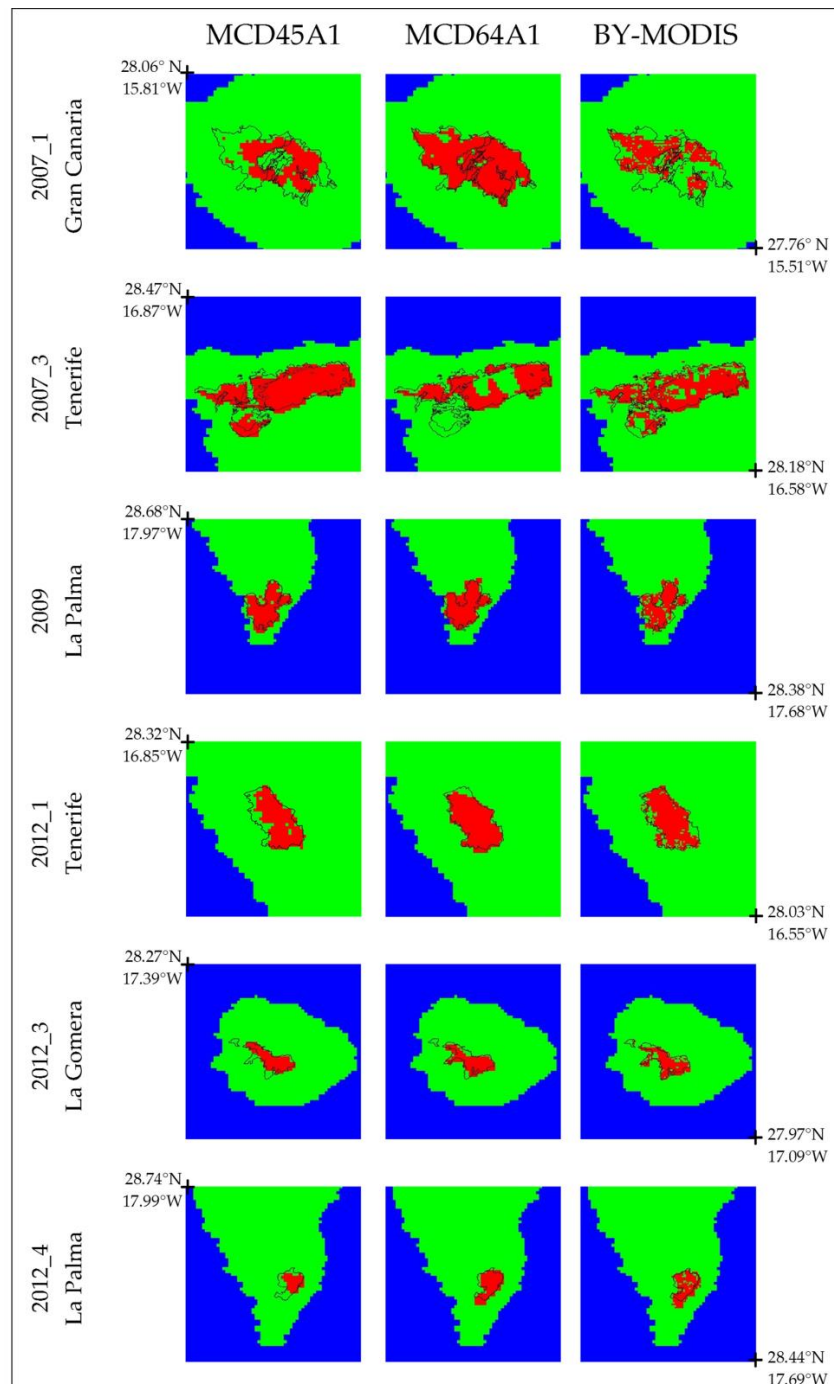 MCD45A1 MCD64A1 BY-MODIS
28.06° N
15.81°W
2007_1
Gran Canaria
27.76° N
15.51°W
28.47°N
16.87°W
2007_3
Tenerife
28.18°N
16.58°W
28.68°N
17.97°W
2009
La Palma
28.38°N
17.68°W
28.32°N
16.85°W
2012_1
Tenerife
28.03°N
16.55°W
28.27°N
17.39°W
2012_3
La Gomera
27.97°N
17.09°W
28.74°N
17.99°W
2012_4
La Palma
28.44°N
17.69°W